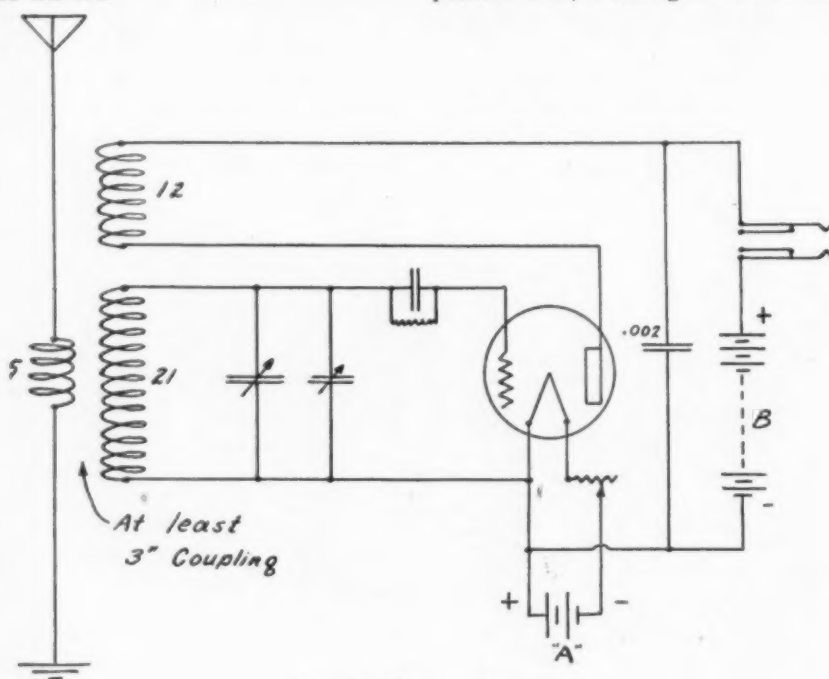 12
.002
+
5
21
B
-
At least
3" Coupling
+
-
"A"